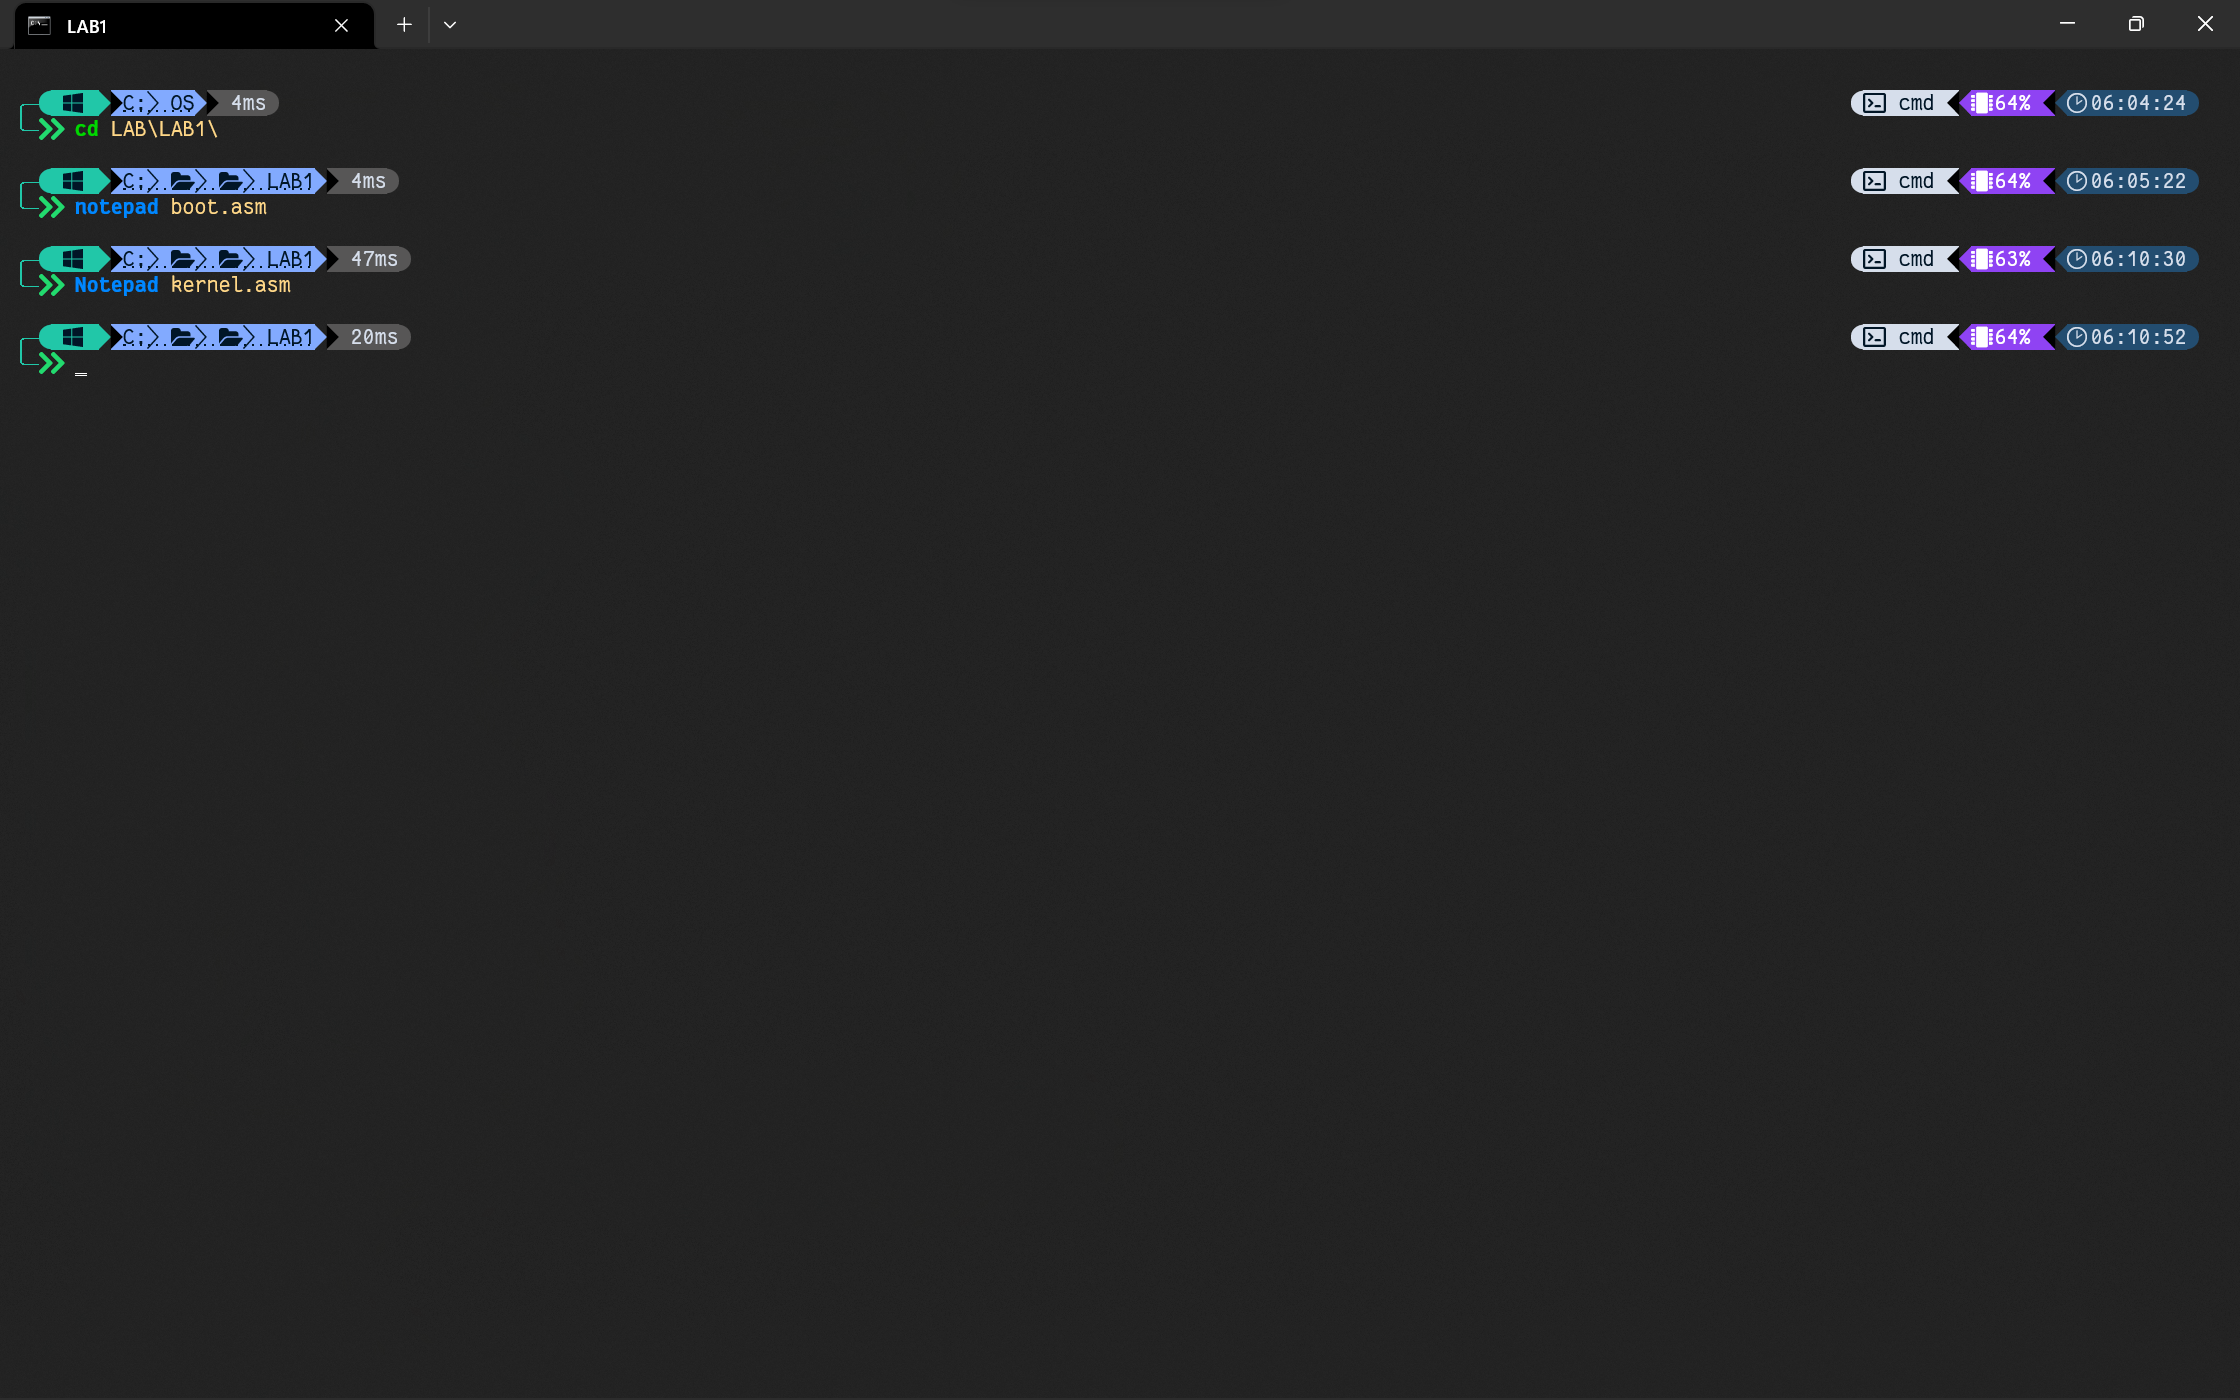 LAB1
C: OS 4ms cmd 64% 06:04:24
cd LAB\LAB1\
C: LAB1 4ms cmd 64% 06:05:22
notepad boot.asm
C: LAB1 47ms cmd 63% 06:10:30
Notepad kernel.asm
C: LAB1 20ms cmd 64% 06:10:52